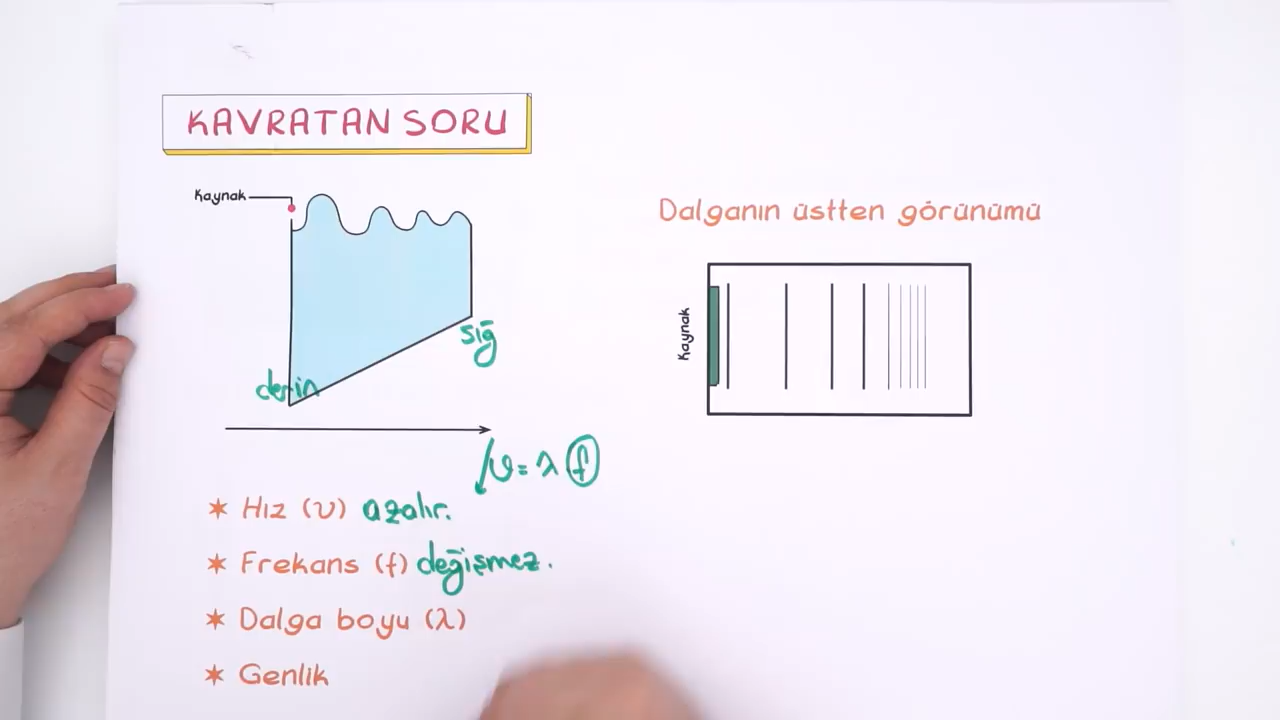 KAVRATAN SORU
Kaynak
Dalganın üstten görünümü
Kaynak
sığ
derin
υ = λ f
* Hız (υ) azalır.
* Frekans (f) değişmez.
* Dalga boyu (λ)
* Genlik